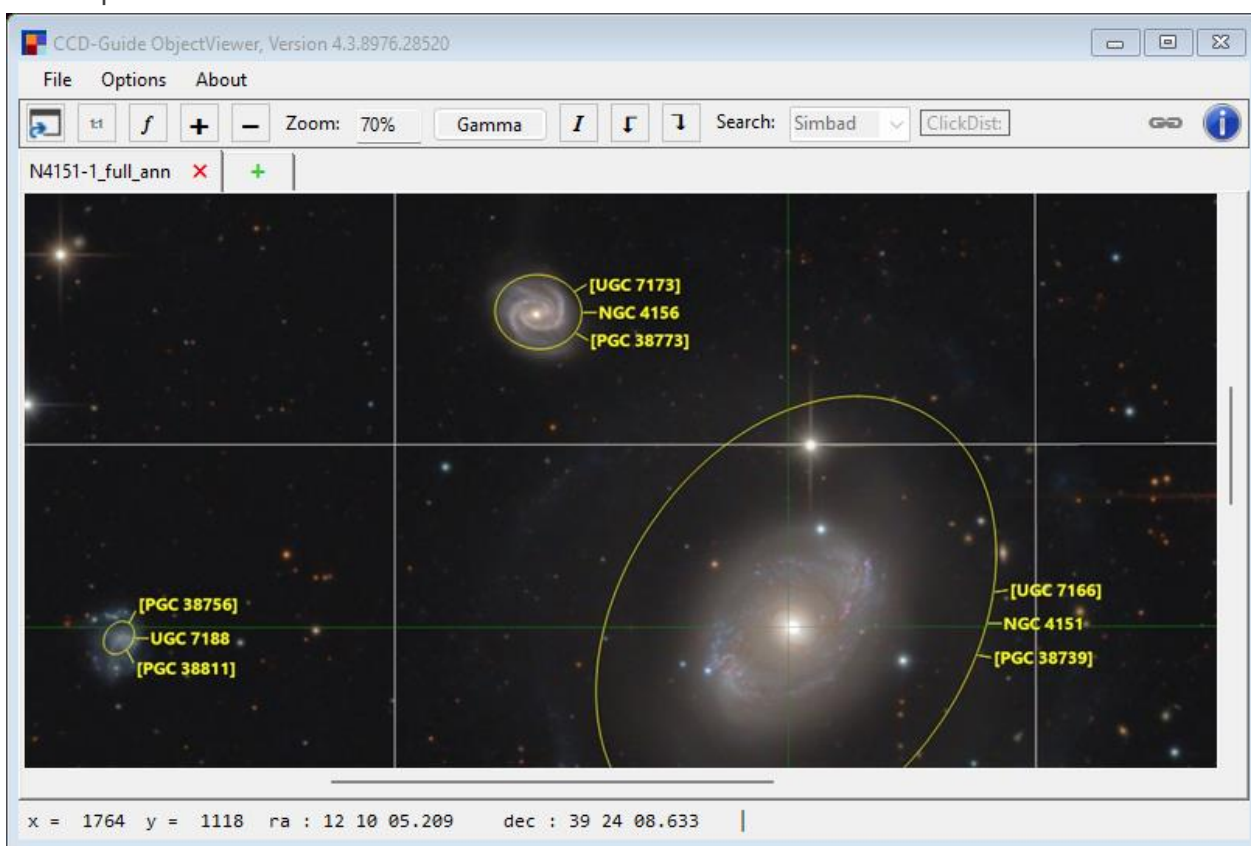 CCD-Guide ObjectViewer, Version 4.3.8976.28520
File Options About
1:1 f + − Zoom: 70% Gamma I Search: Simbad ClickDist:
N4151-1_full_ann
[UGC 7173]
NGC 4156
[PGC 38773]
[UGC 7166]
[PGC 38756]
NGC 4151
UGC 7188
[PGC 38739]
[PGC 38811]
x = 1764 y = 1118 ra : 12 10 05.209 dec : 39 24 08.633 |